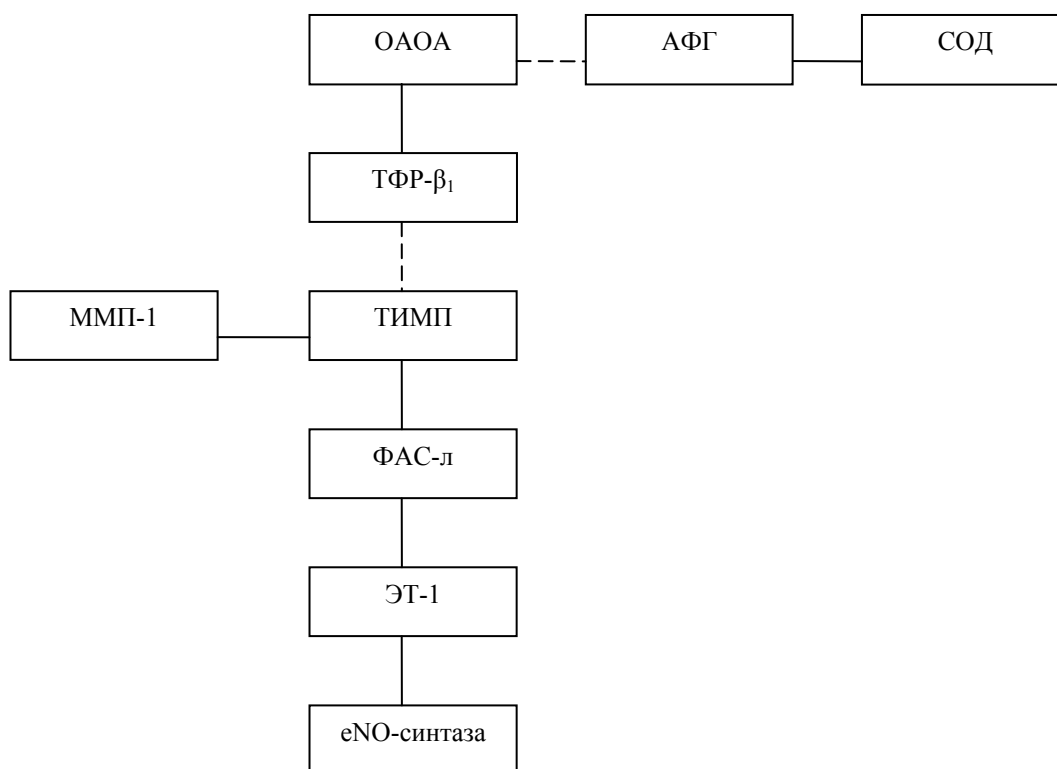 ОАОА
АФГ
СОД
ТФР-β₁
ММП-1
ТИМП
ФАС-л
ЭТ-1
eNO-синтаза